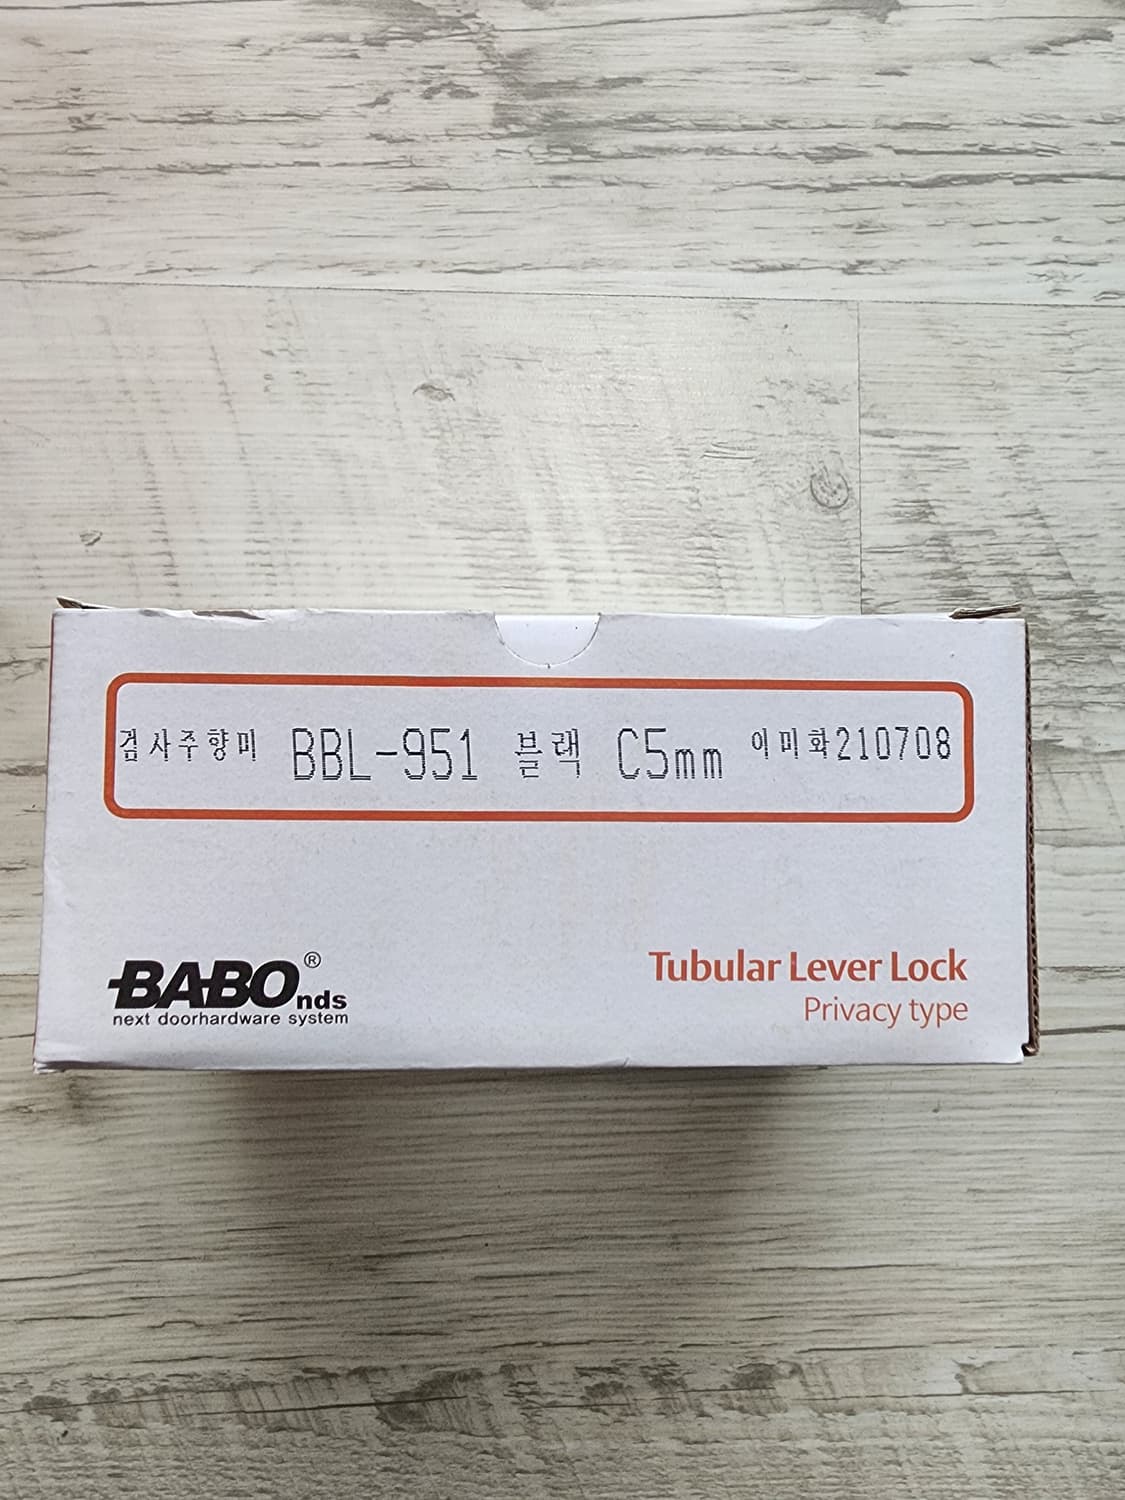 검사주향미 BBL-951 블랙 C5mm 이미화210708
BABO® nds
next doorhardware system
Tubular Lever Lock
Privacy type